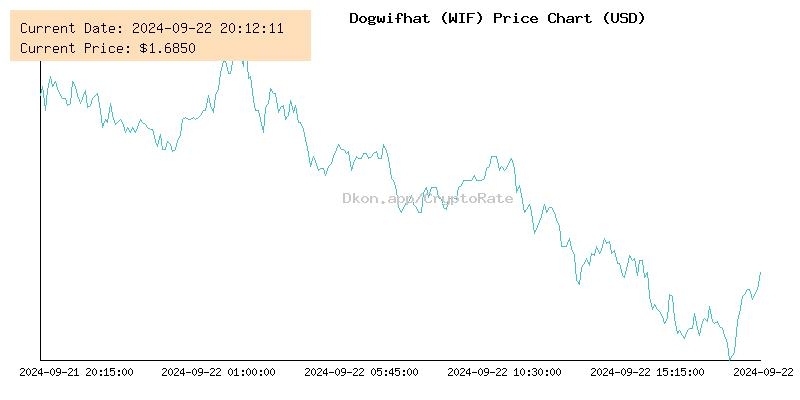 Dogwifhat (WIF) Price Chart (USD)
Current Date: 2024-09-22 20:12:11
Current Price: $1.6850
Dkon.app/CryptoRate
2024-09-21 20:15:00 2024-09-22 01:00:00 2024-09-22 05:45:00 2024-09-22 10:30:00 2024-09-22 15:15:00 2024-09-22